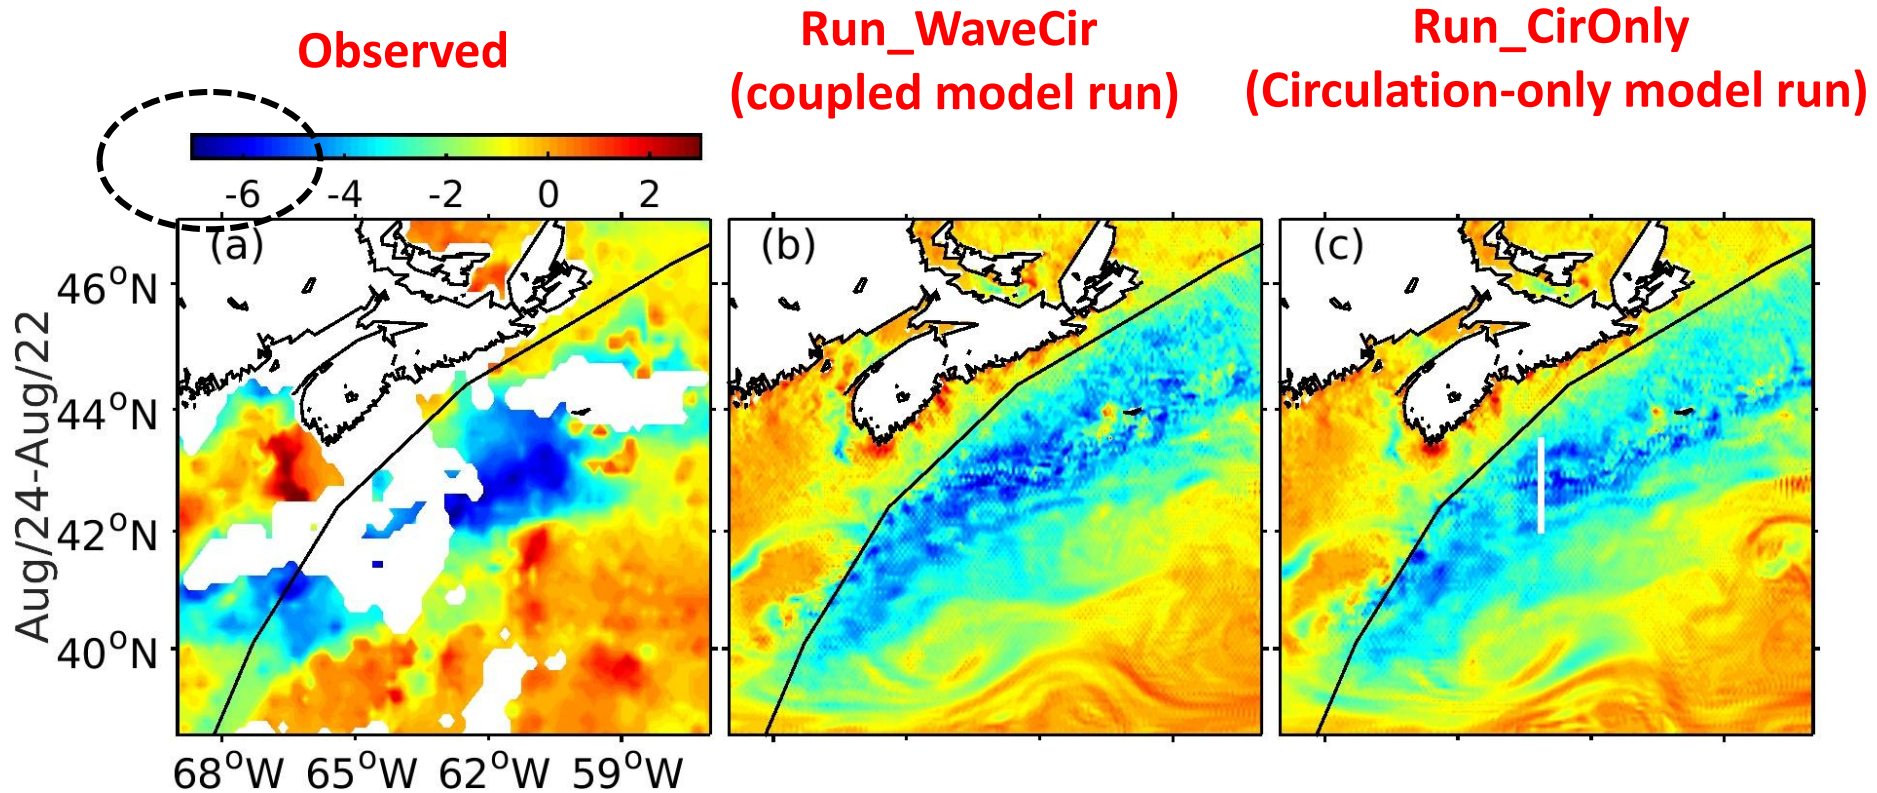 Observed
Run_WaveCir
(coupled model run)
Run_CirOnly
(Circulation-only model run)
-6 -4 -2 0 2
(a) (b) (c)
46°N
44°N
42°N
40°N
Aug/24-Aug/22
68°W 65°W 62°W 59°W